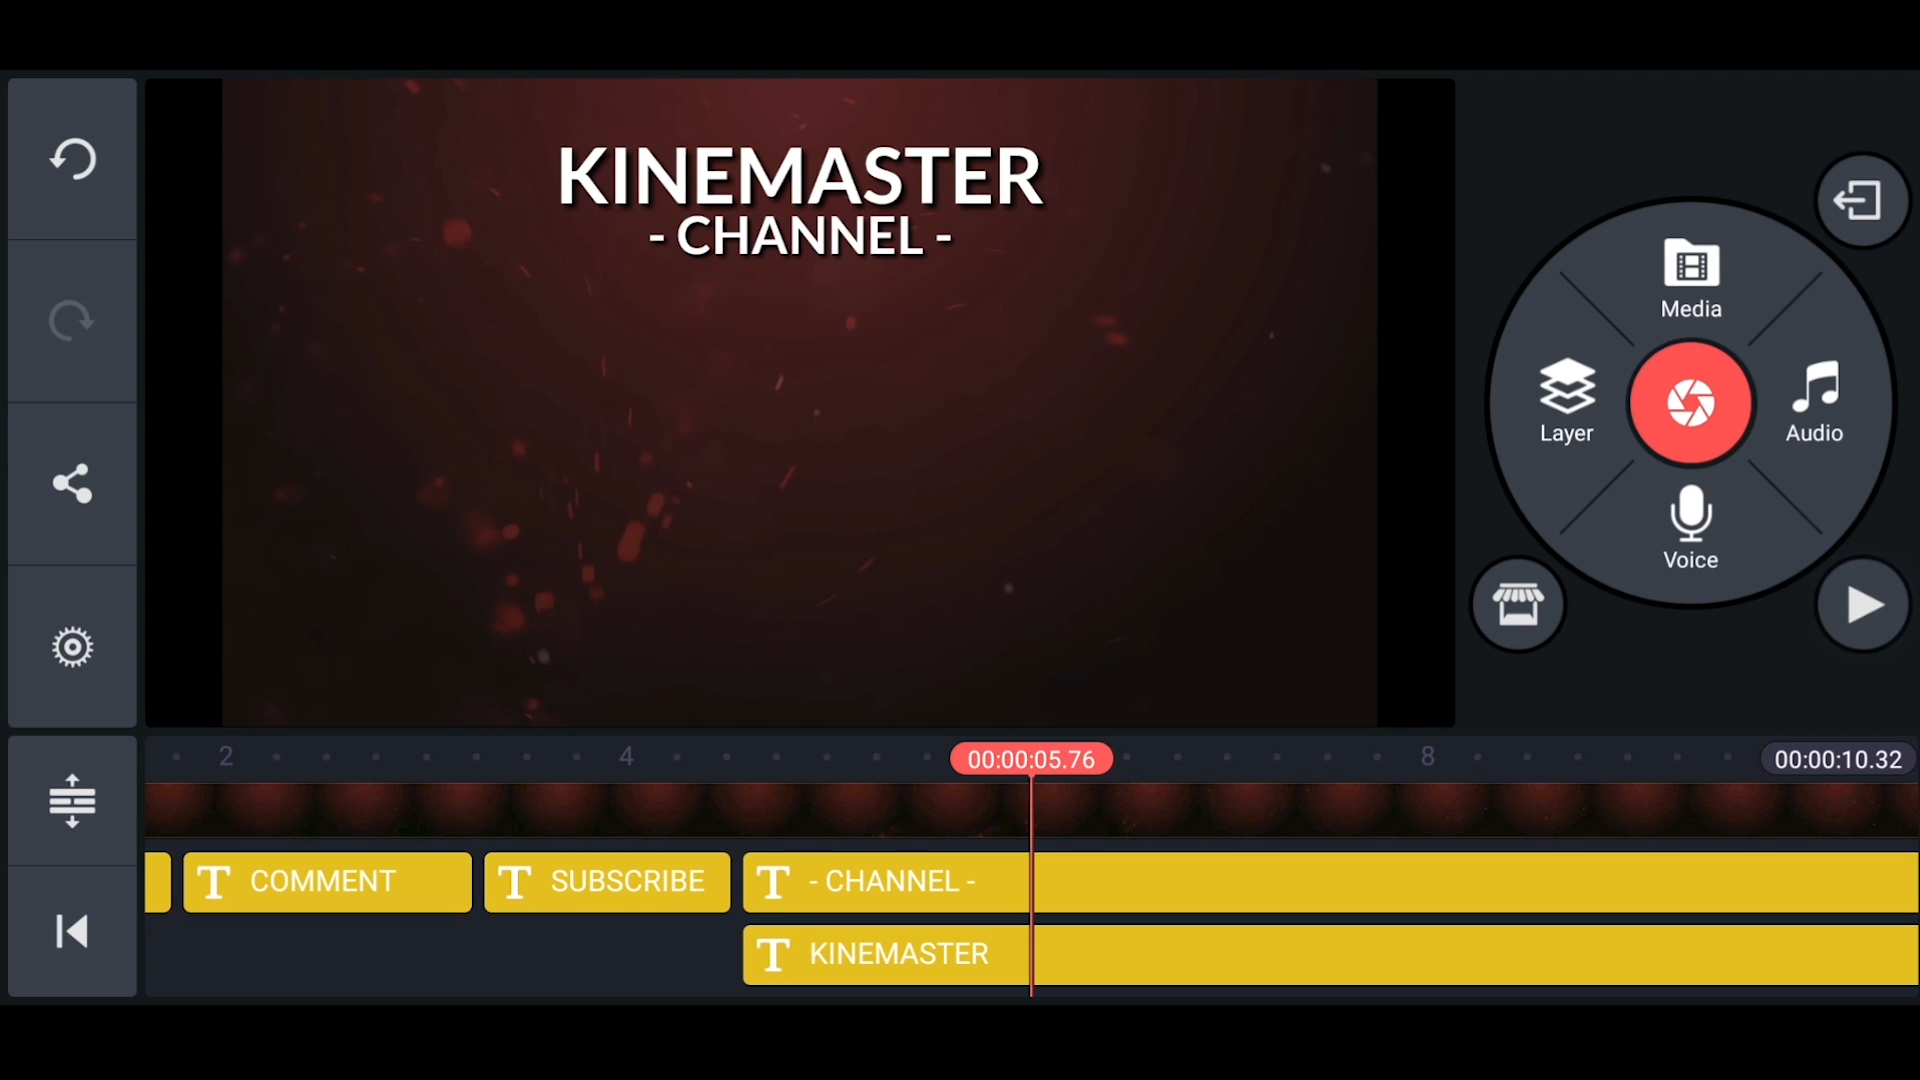 KINEMASTER
- CHANNEL -
Media
Layer
Audio
Voice
2
4
00:00:05.76
8
00:00:10.32
T COMMENT
T SUBSCRIBE
T - CHANNEL -
T KINEMASTER